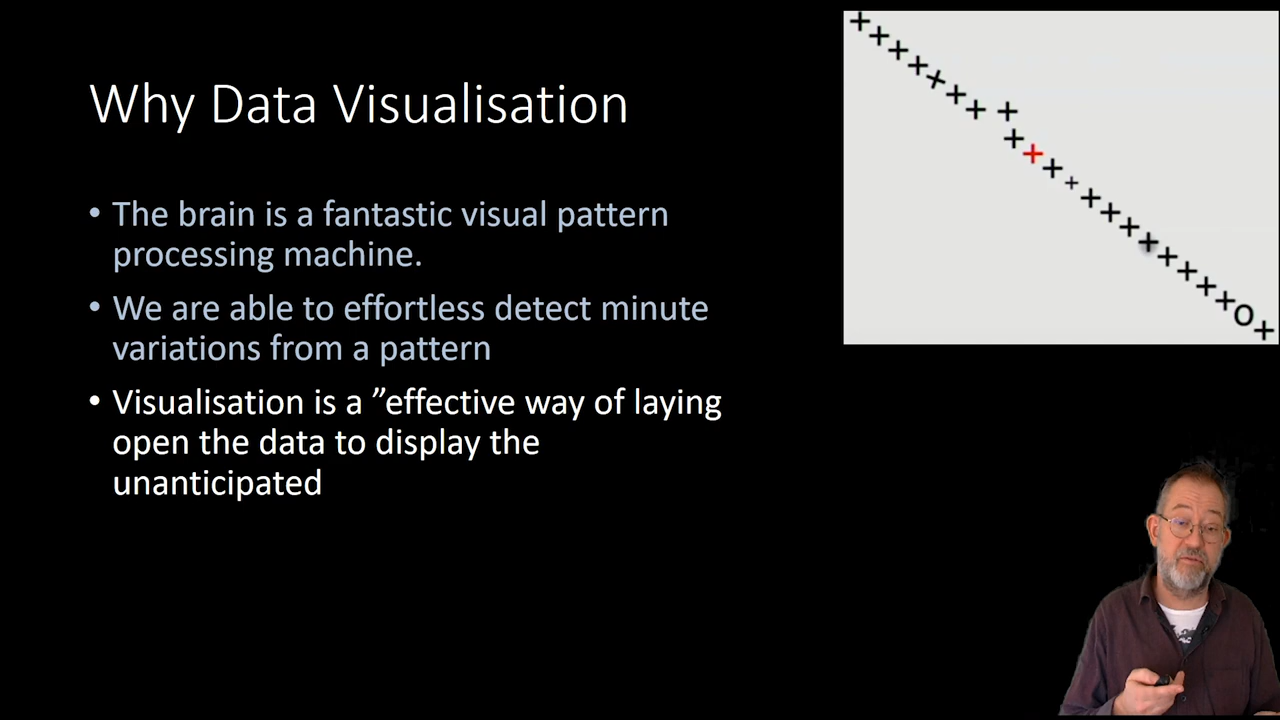 Why Data Visualisation
• The brain is a fantastic visual pattern
processing machine.
• We are able to effortless detect minute
variations from a pattern
• Visualisation is a ”effective way of laying
open the data to display the
unanticipated
+ + + + + + + + + + + + + + + + + + + + O +